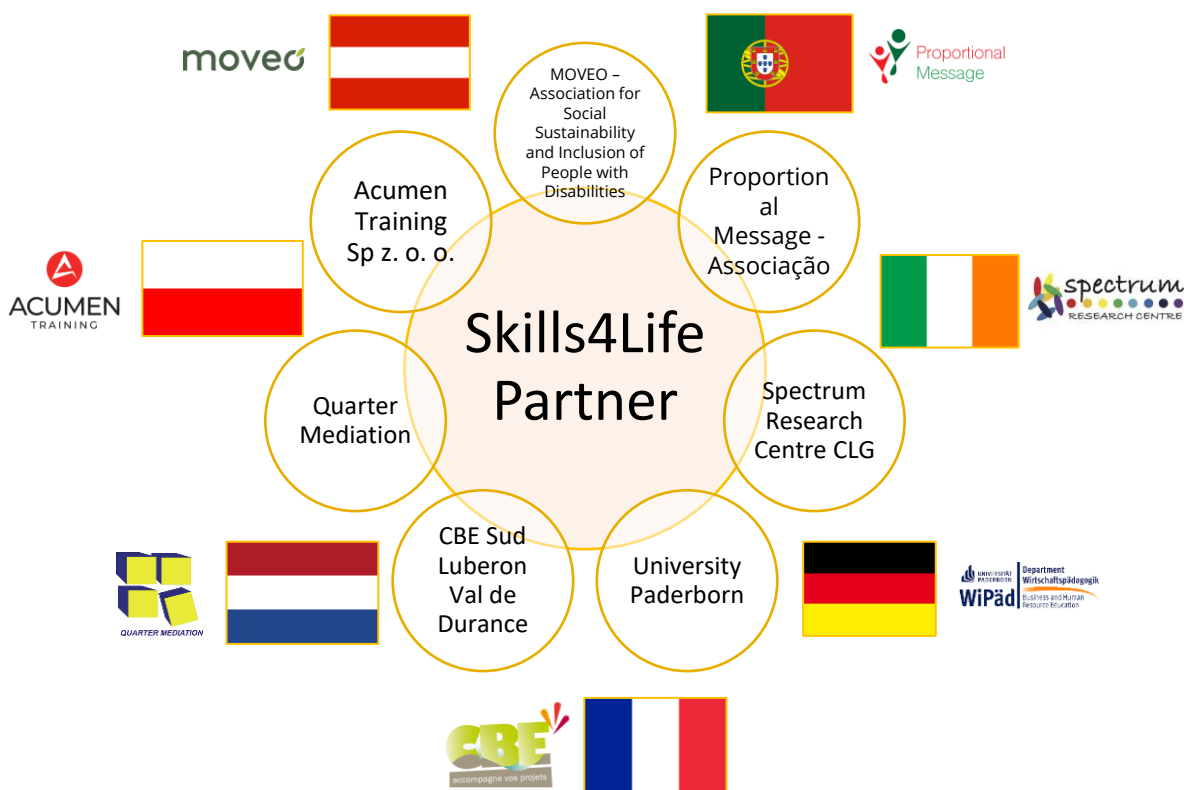 moveo
MOVEO –
Association for
Social
Sustainability
and Inclusion of
People with
Disabilities
Proportional
Message
Acumen
Training
Sp z. o. o.
Proportion
al
Message -
Associação
ACUMEN
TRAINING
spectrum
RESEARCH CENTRE
Skills4Life
Partner
Quarter
Mediation
Spectrum
Research
Centre CLG
CBE Sud
Luberon
Val de
Durance
University
Paderborn
QUARTER MEDIATION
UNIVERSITÄT
PADERBORN
WiPäd
Department
Wirtschaftspädagogik
Business and Human
Resource Education
CBE
accompagne vos projets